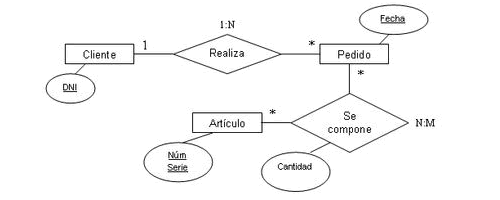 1:N
Fecha
Cliente
1
Realiza
*
Pedido
DNI
*
Artículo
*
Se
compone
N:M
Núm
Serie
Cantidad